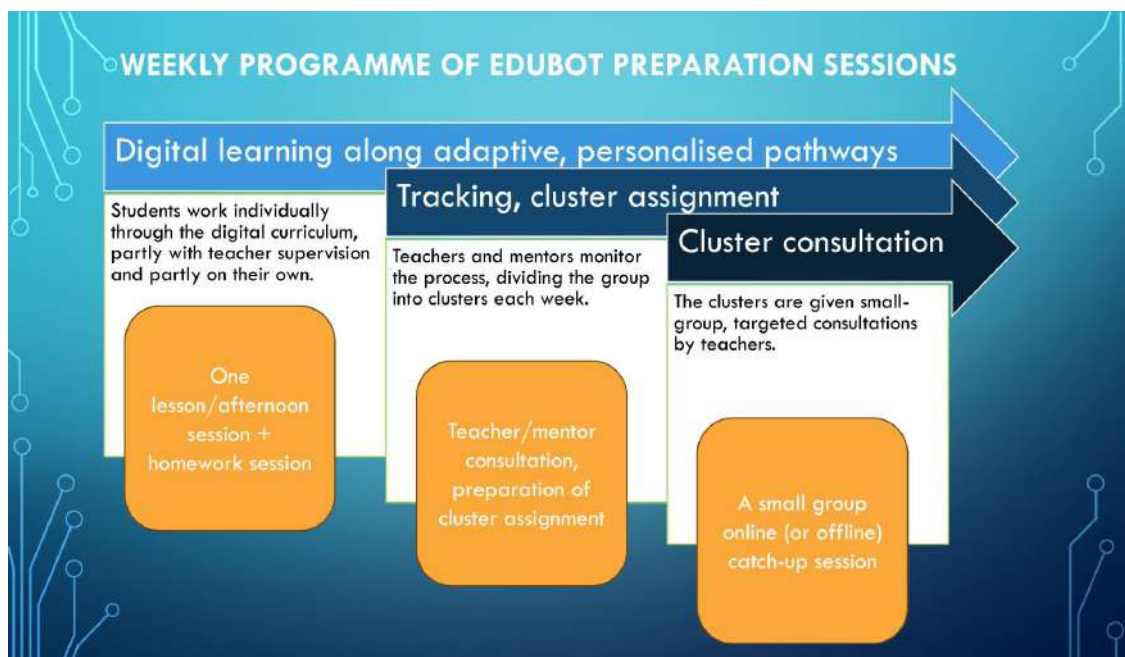 WEEKLY PROGRAMME OF EDUBOT PREPARATION SESSIONS
Digital learning along adaptive, personalised pathways
Students work individually
through the digital curriculum,
partly with teacher supervision
and partly on their own.
One
lesson/afternoon
session +
homework session
Tracking, cluster assignment
Teachers and mentors monitor
the process, dividing the group
into clusters each week.
Teacher/mentor
consultation,
preparation of
cluster assignment
Cluster consultation
The clusters are given small-
group, targeted consultations
by teachers.
A small group
online (or offline)
catch-up session